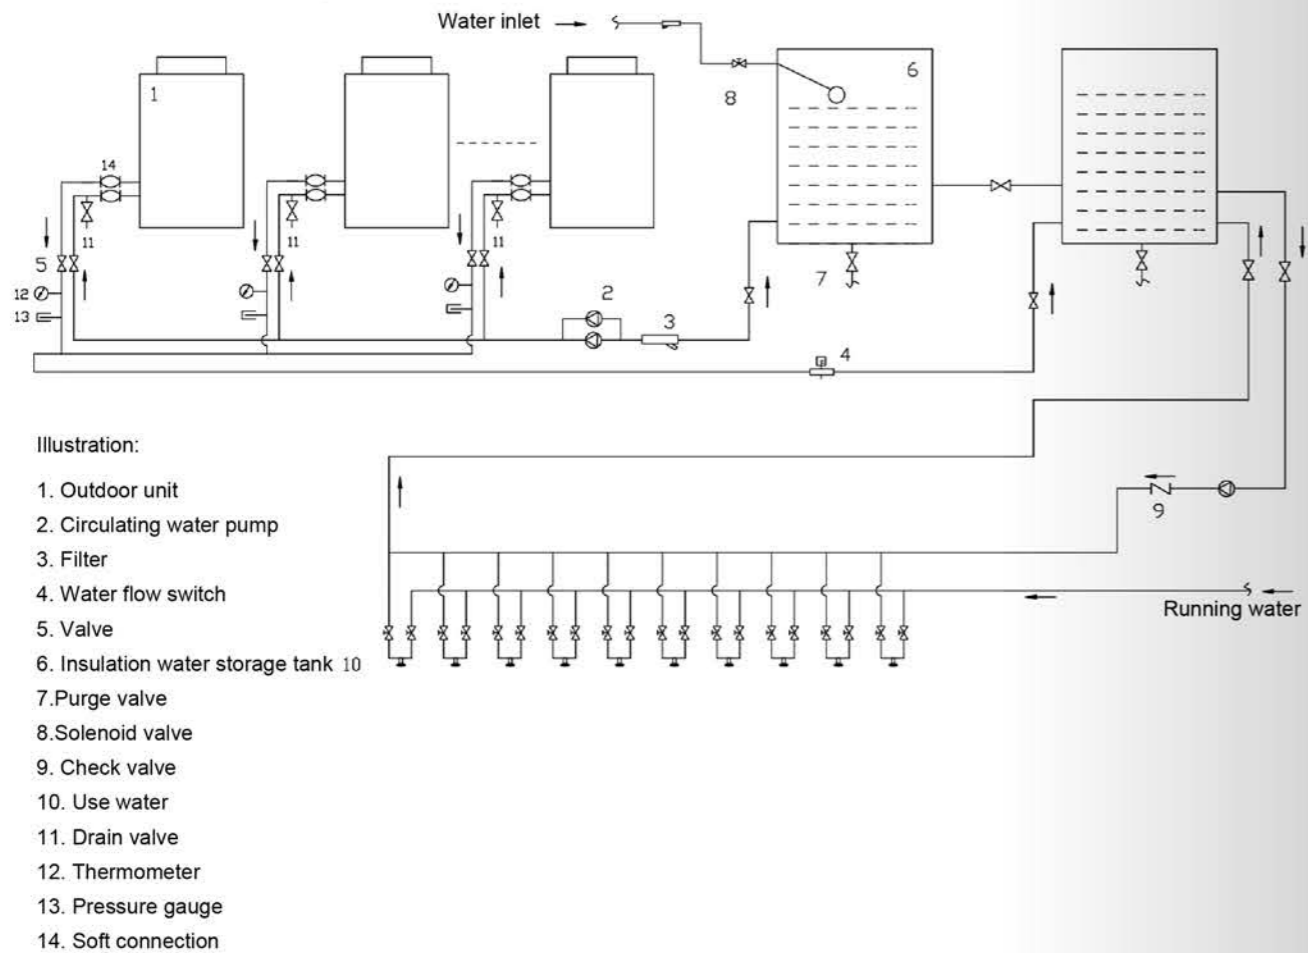 Water inlet
1
6
8
14
11
11
11
5
12
13
7
2
3
4
9
Running water
Illustration:
1. Outdoor unit
2. Circulating water pump
3. Filter
4. Water flow switch
5. Valve
6. Insulation water storage tank 10
7.Purge valve
8.Solenoid valve
9. Check valve
10. Use water
11. Drain valve
12. Thermometer
13. Pressure gauge
14. Soft connection